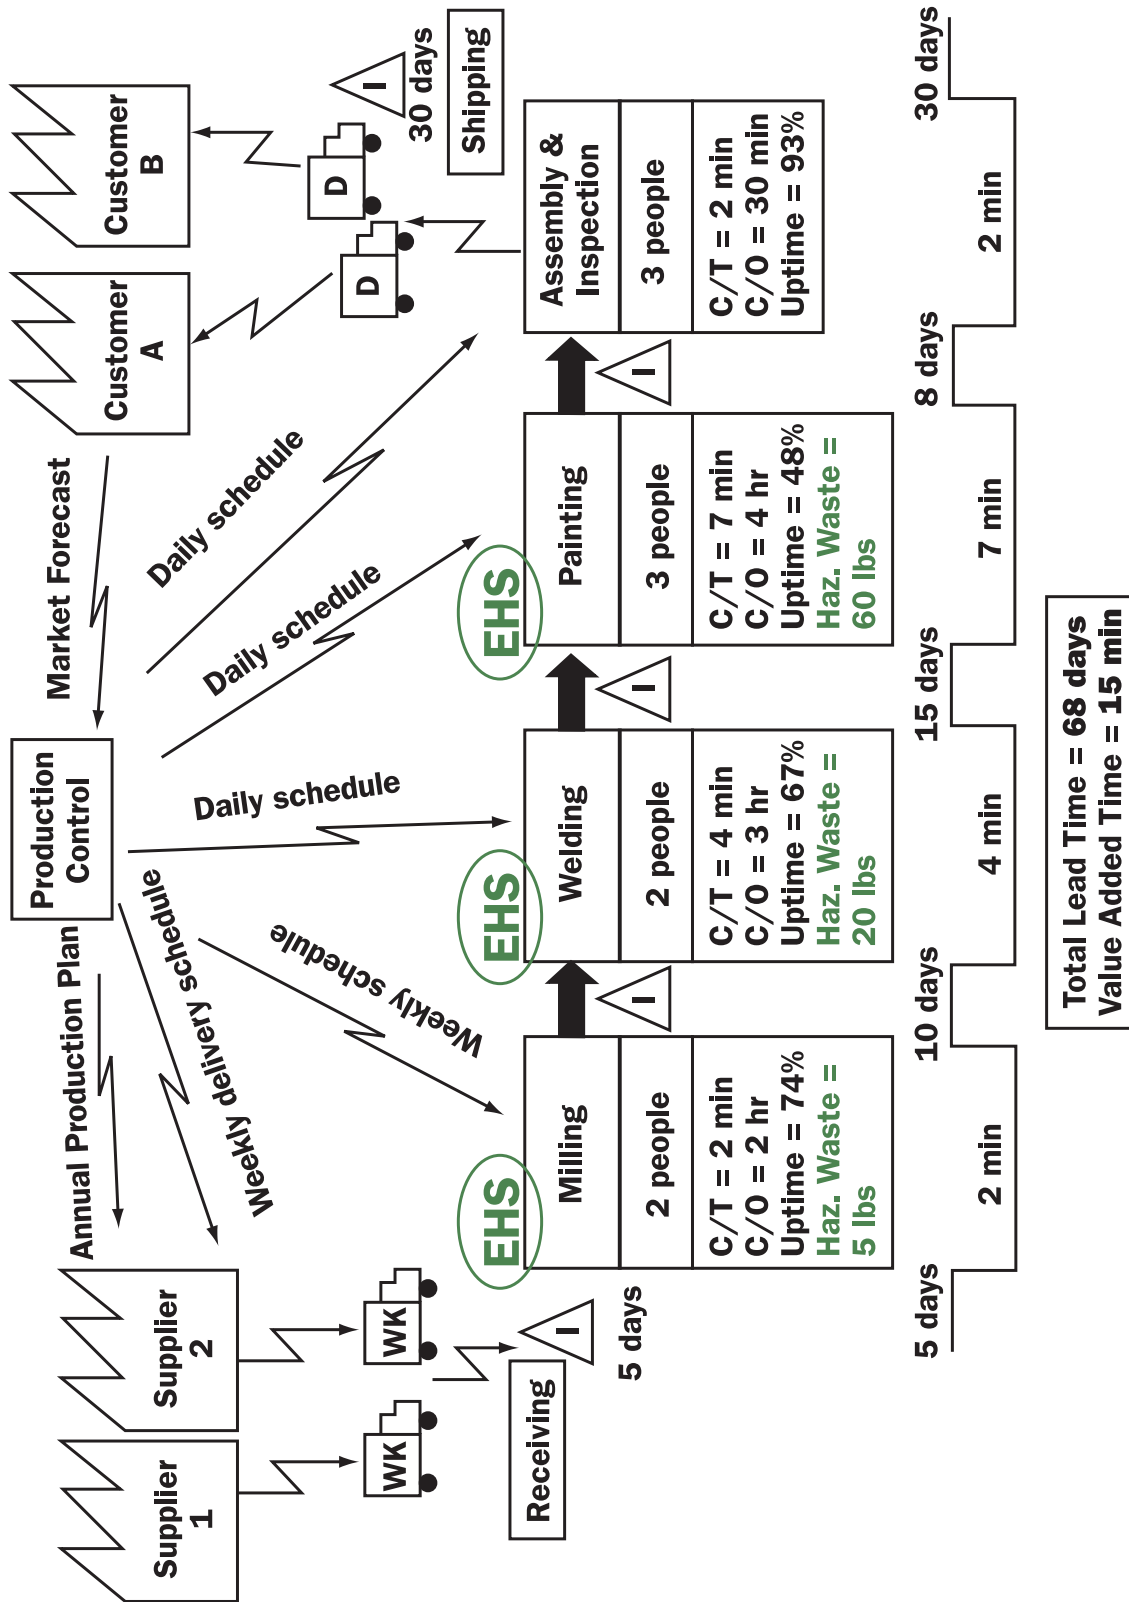 Supplier
1
Supplier
2
Annual Production Plan
Production
Control
Market Forecast
Customer
A
Customer
B
Weekly delivery schedule
Weekly schedule
Daily schedule
Daily schedule
Daily schedule
WK
WK
D
D
Receiving
I
5 days
I
30 days
Shipping
EHS
Milling
2 people
C/T = 2 min
C/O = 2 hr
Uptime = 74%
Haz. Waste =
5 lbs
I
EHS
Welding
2 people
C/T = 4 min
C/O = 3 hr
Uptime = 67%
Haz. Waste =
20 lbs
I
EHS
Painting
3 people
C/T = 7 min
C/O = 4 hr
Uptime = 48%
Haz. Waste =
60 lbs
I
Assembly &
Inspection
3 people
C/T = 2 min
C/O = 30 min
Uptime = 93%
5 days
2 min
10 days
4 min
15 days
7 min
8 days
2 min
30 days
Total Lead Time = 68 days
Value Added Time = 15 min